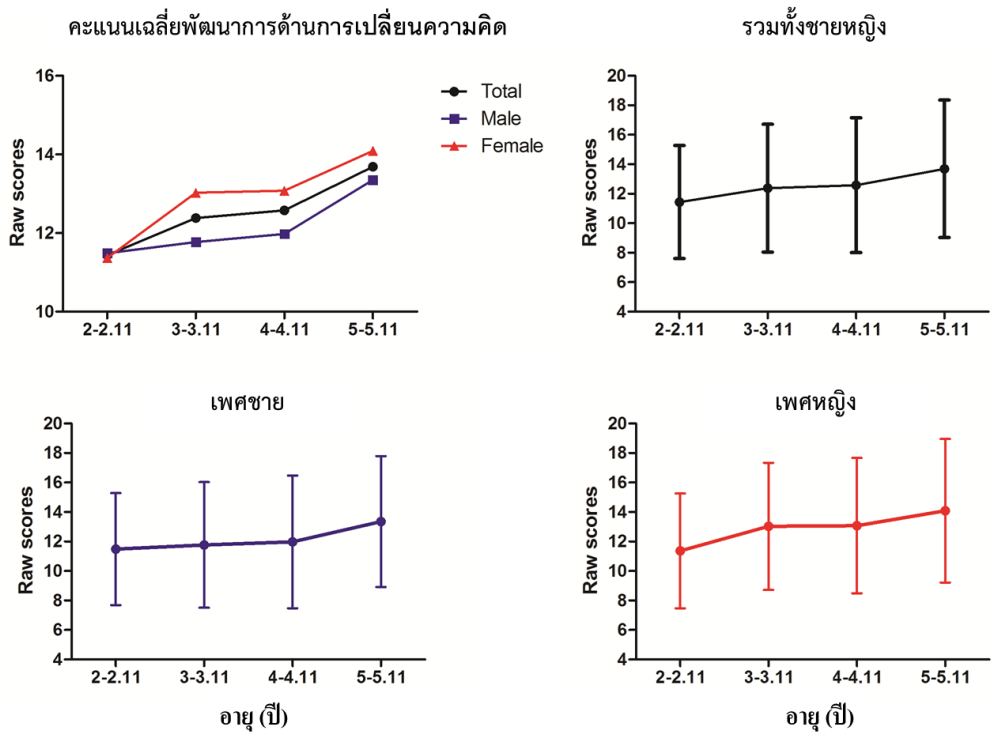 คะแนนเฉลี่ยพัฒนาการด้านการเปลี่ยนความคิด
16
14
12
10
Raw scores
2-2.11 3-3.11 4-4.11 5-5.11
Total
Male
Female
รวมทั้งชายหญิง
20
18
16
14
12
10
8
6
4
Raw scores
2-2.11 3-3.11 4-4.11 5-5.11
เพศชาย
20
18
16
14
12
10
8
6
4
Raw scores
2-2.11 3-3.11 4-4.11 5-5.11
อายุ (ปี)
เพศหญิง
20
18
16
14
12
10
8
6
4
Raw scores
2-2.11 3-3.11 4-4.11 5-5.11
อายุ (ปี)